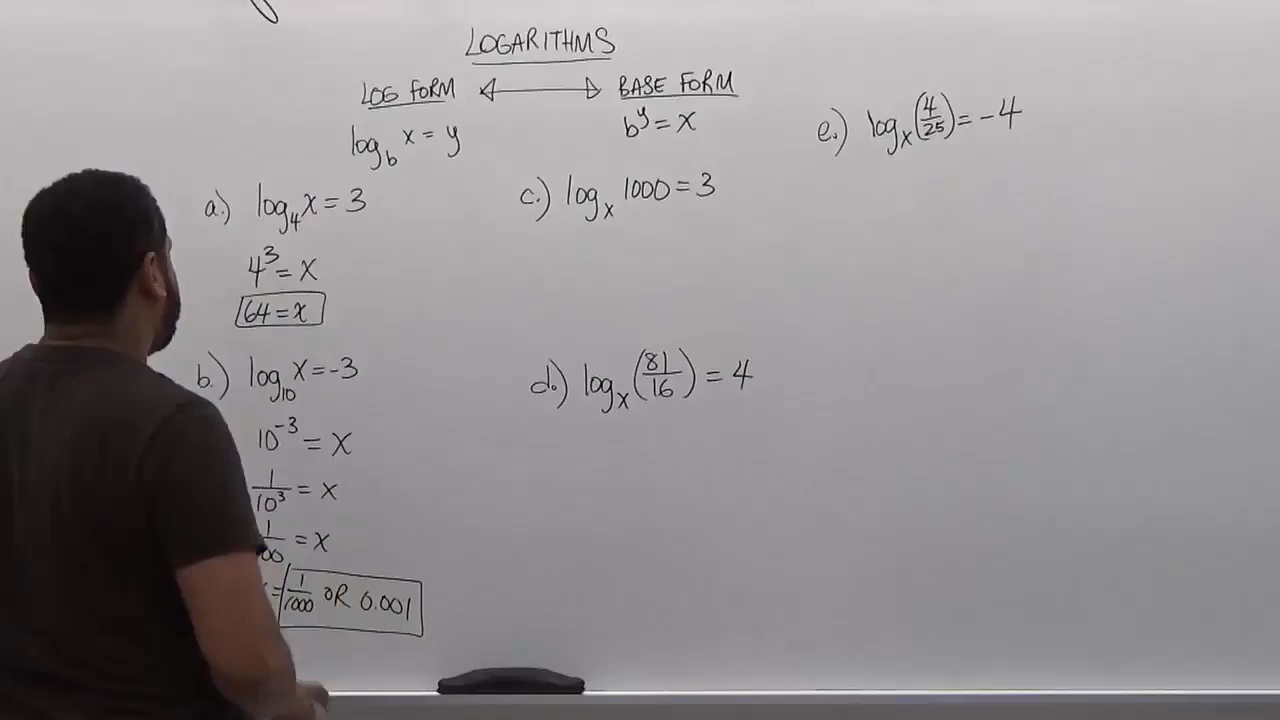 LOGARITHMS
LOG FORM ⟷ BASE FORM
log_b x = y
b^y = x
a.) log_4 x = 3
4^3 = x
64 = x
b.) log_10 x = -3
10^-3 = x
1/10^3 = x
= x
= 1/1000 OR 0.001
c.) log_x 1000 = 3
d.) log_x (81/16) = 4
e.) log_x (4/25) = -4